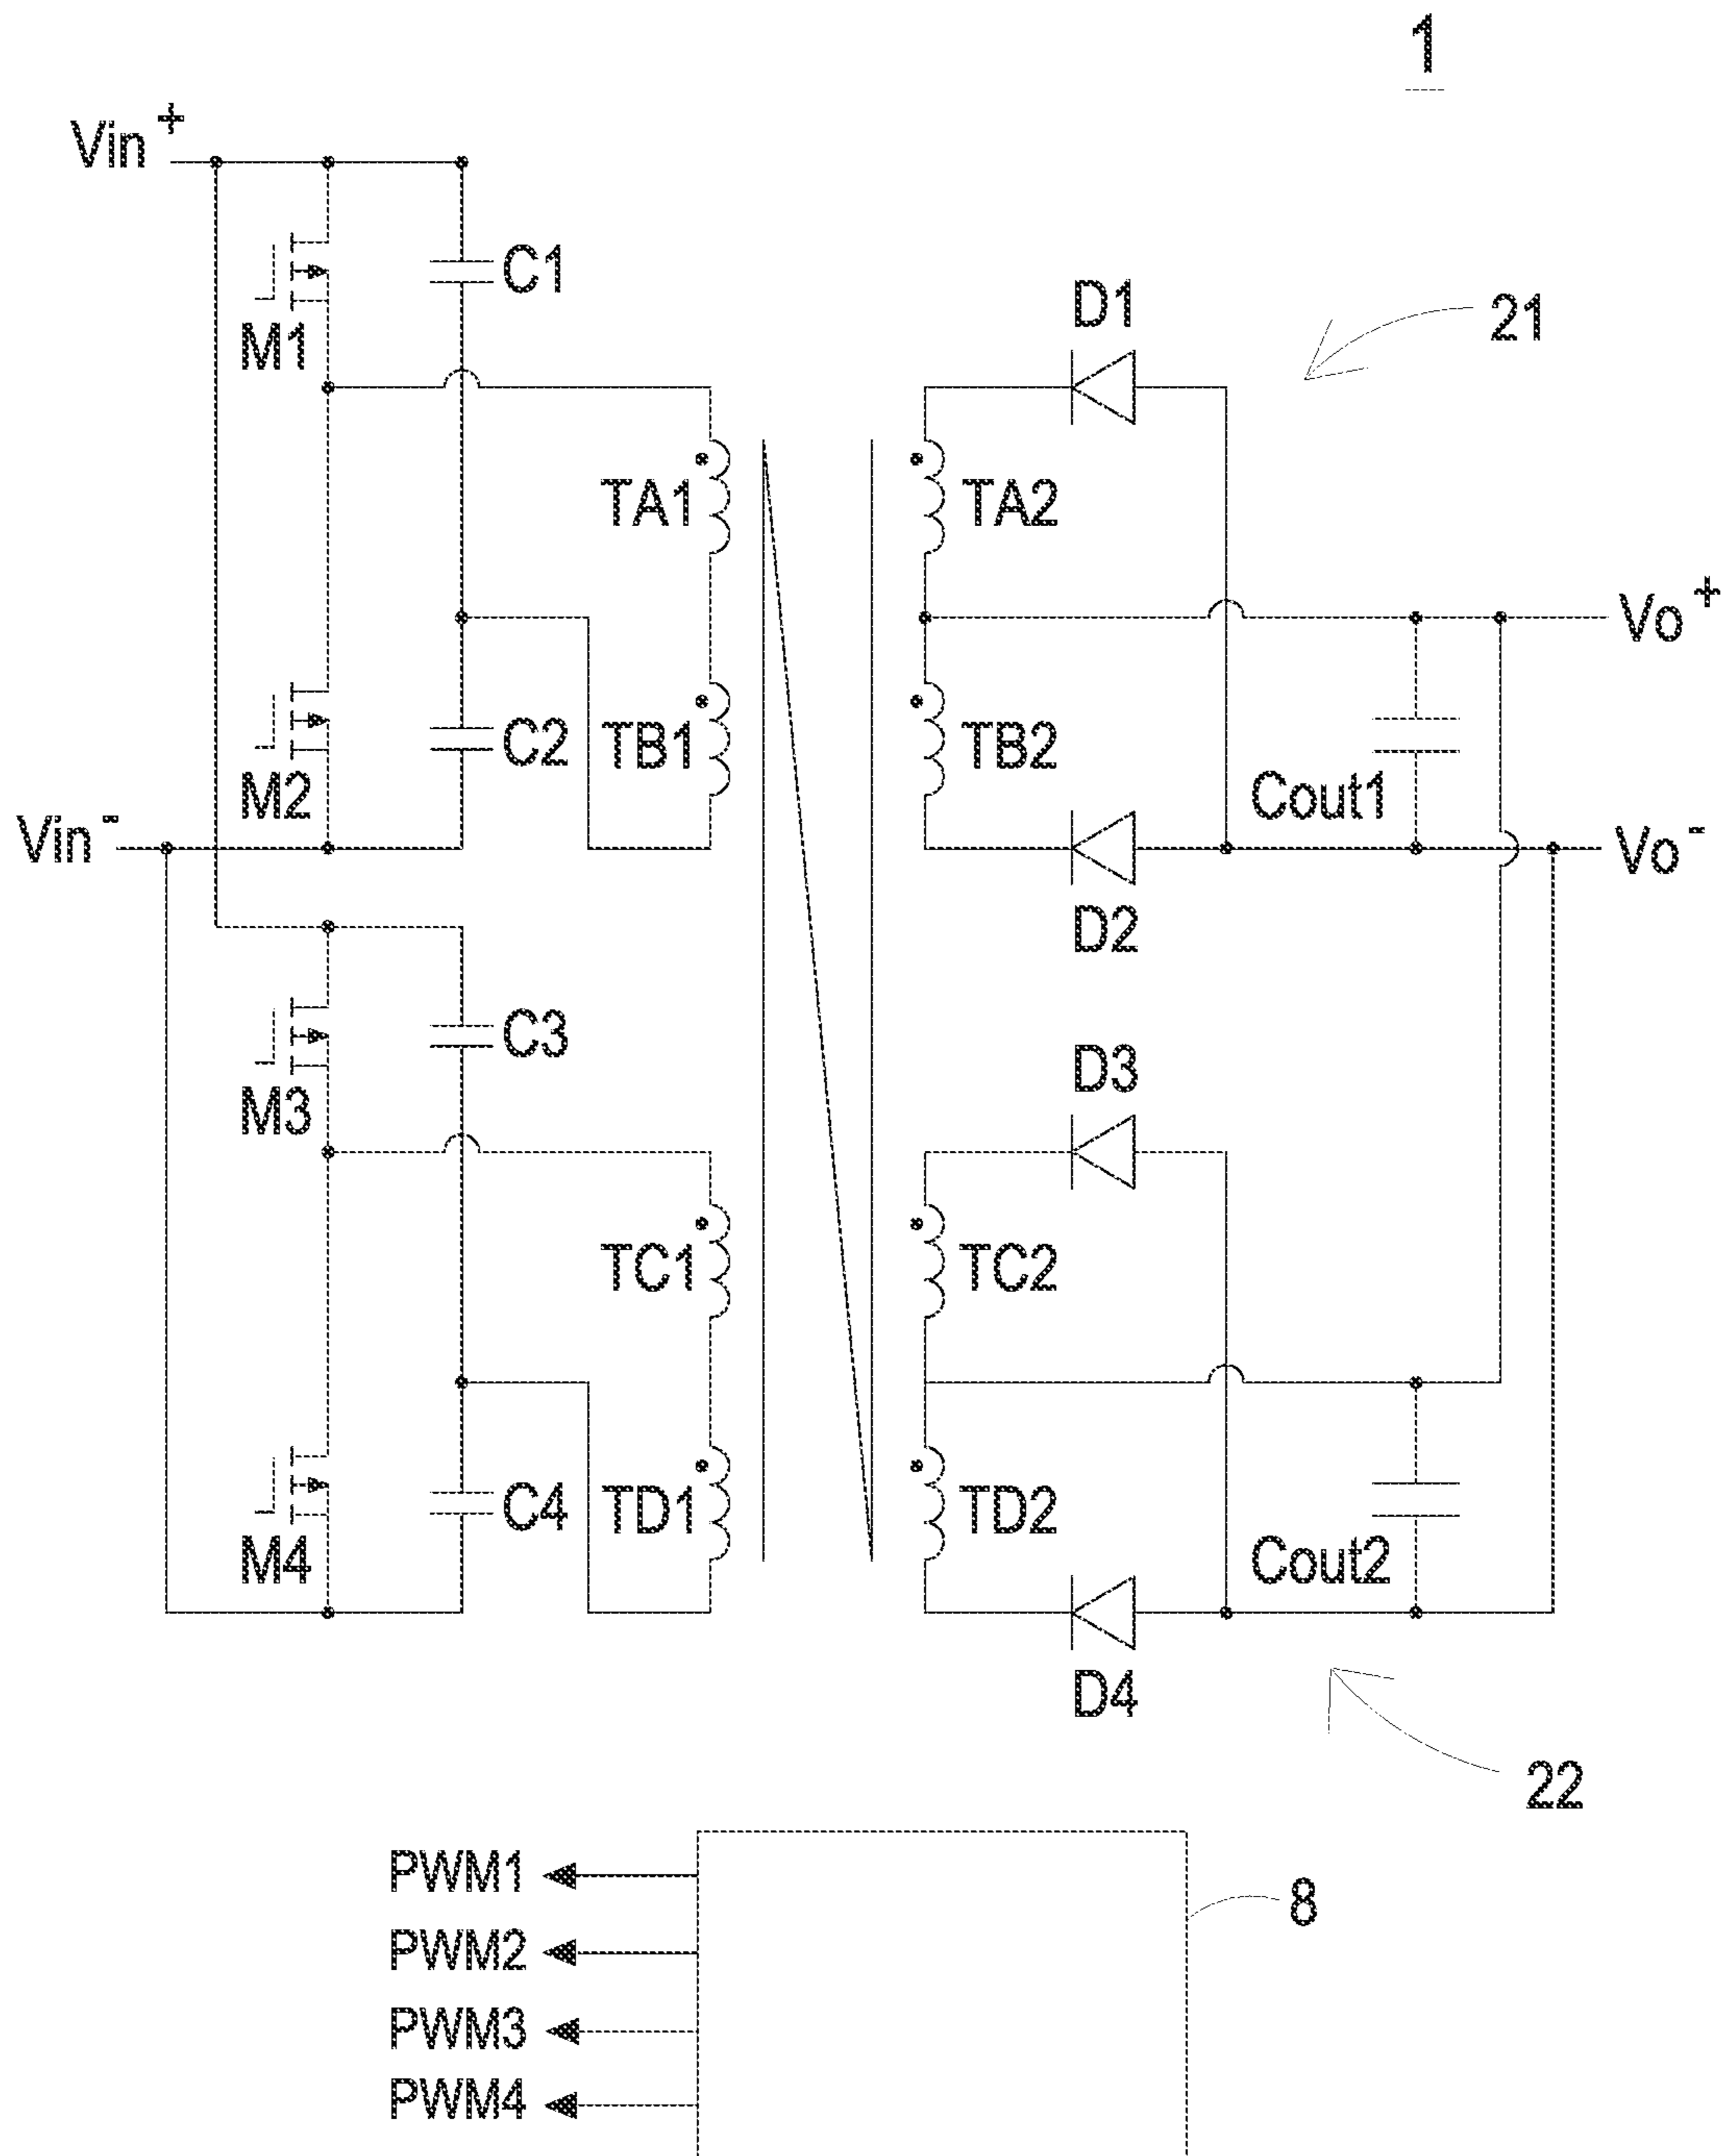 1
Vin+
C1
M1
D1
21
TA1
TA2
Vo+
M2
C2
TB1
TB2
Cout1
Vin-
Vo-
D2
C3
M3
D3
TC1
TC2
M4
C4
TD1
TD2
Cout2
D4
22
PWM1
8
PWM2
PWM3
PWM4